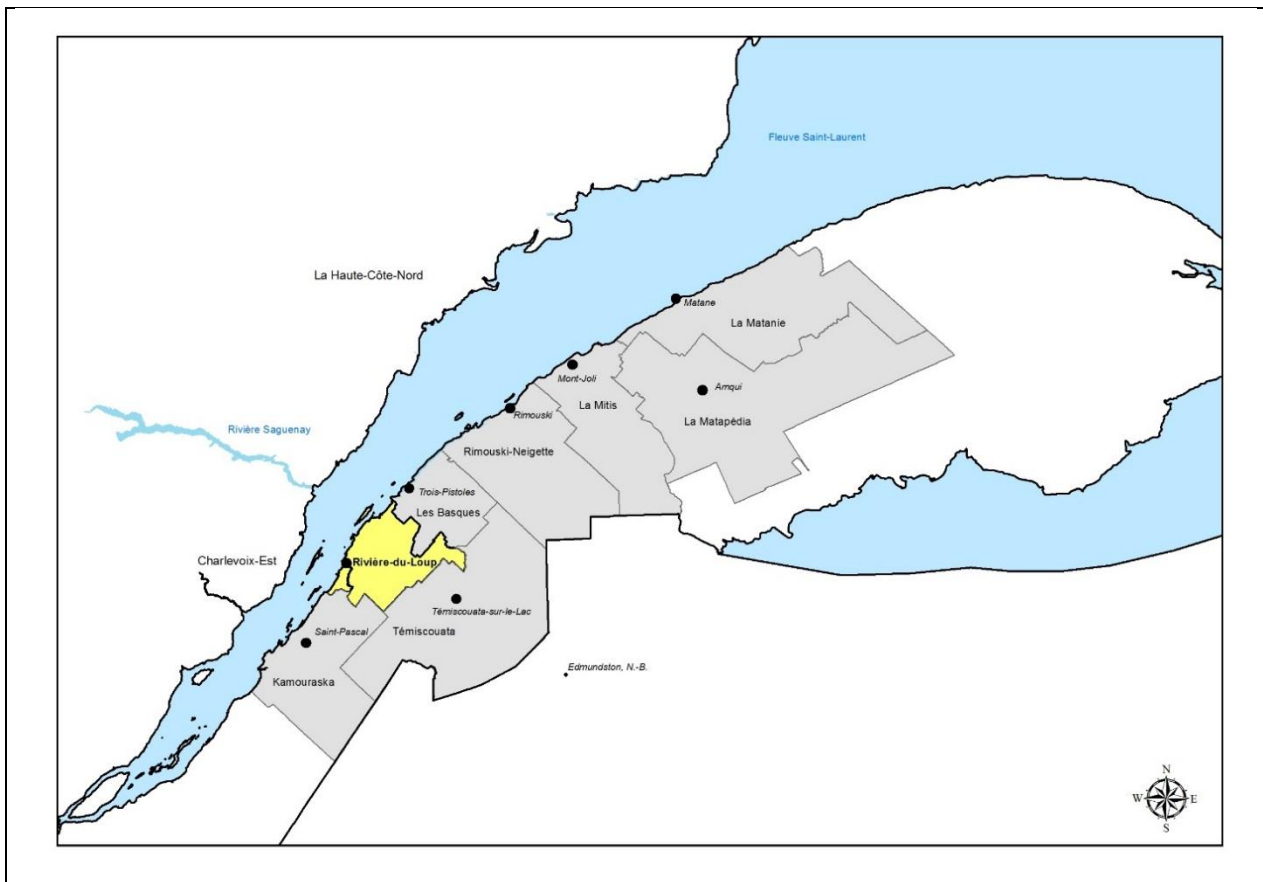 Fleuve Saint-Laurent
La Haute-Côte-Nord
Matane
La Matanie
Mont-Joli
Amqui
La Mitis
Rimouski
La Matapédia
Rivière Saguenay
Rimouski-Neigette
Trois-Pistoles
Les Basques
Charlevoix-Est
Rivière-du-Loup
Témiscouata-sur-le-Lac
Saint-Pascal
Témiscouata
Edmundston, N.-B.
Kamouraska
N
W E
S